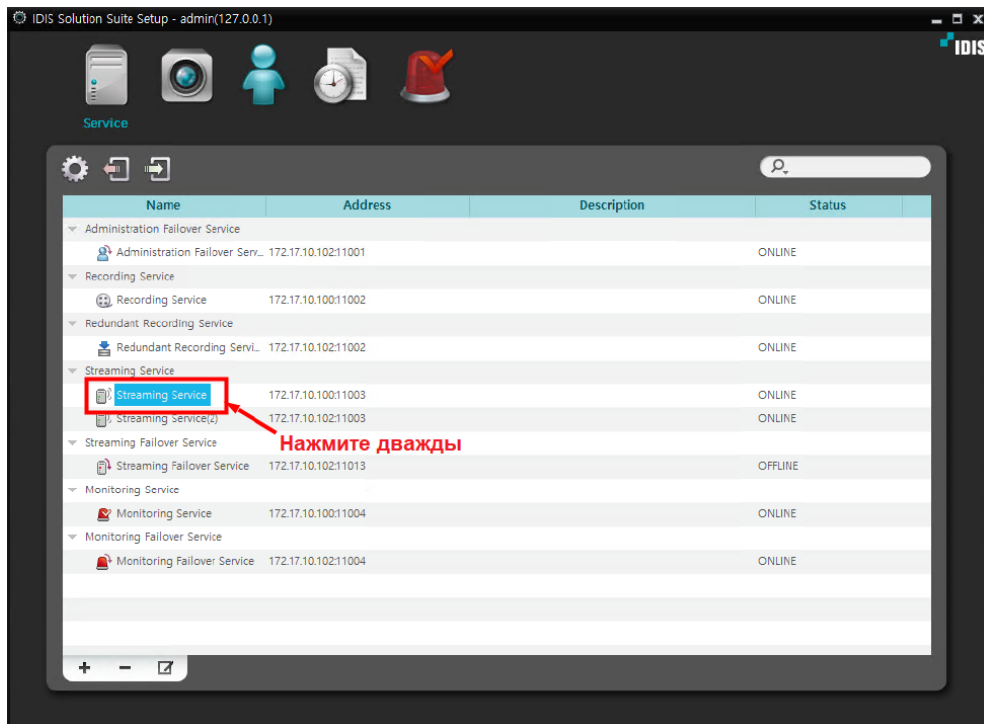 IDIS Solution Suite Setup - admin(127.0.0.1)
IDIS
Service
Name Address Description Status
Administration Failover Service
Administration Failover Serv... 172.17.10.102:11001 ONLINE
Recording Service
Recording Service 172.17.10.100:11002 ONLINE
Redundant Recording Service
Redundant Recording Servi... 172.17.10.102:11002 ONLINE
Streaming Service
Streaming Service 172.17.10.100:11003 ONLINE
Streaming Service(2) 172.17.10.102:11003 ONLINE
Нажмите дважды
Streaming Failover Service
Streaming Failover Service 172.17.10.102:11013 OFFLINE
Monitoring Service
Monitoring Service 172.17.10.100:11004 ONLINE
Monitoring Failover Service
Monitoring Failover Service 172.17.10.102:11004 ONLINE